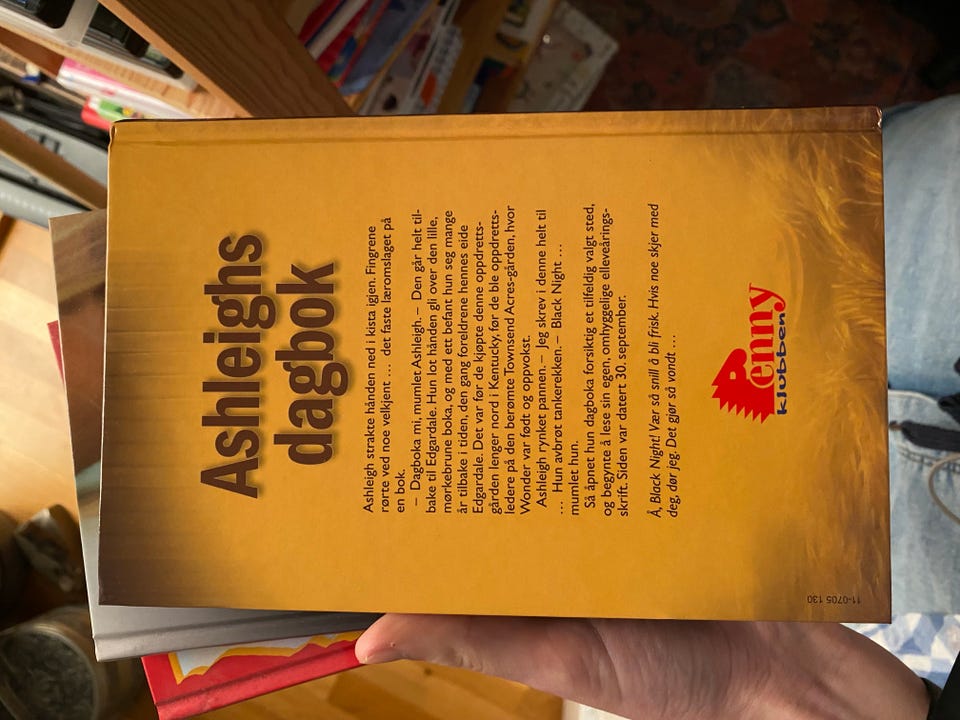 Ashleighs
dagbok
Ashleigh strakte hånden ned i kista igjen. Fingrene
rørte ved noe velkjent … det faste læromslaget på
en bok.
– Dagboka mi, mumlet Ashleigh. – Den går helt til-
bake til Edgardale. Hun lot hånden gli over den lille,
mørkebrune boka, og med ett befant hun seg mange
år tilbake i tiden, den gang foreldrene hennes eide
Edgardale. Det var før de kjøpte denne oppdretts-
gården lenger nord i Kentucky, før de ble oppdretts-
ledere på den berømte Townsend Acres-gården, hvor
Wonder var født og oppvokst.
Ashleigh rynket pannen. – Jeg skrev i denne helt til
… Hun avbrøt tankerekken. – Black Night …
mumlet hun.
Så åpnet hun dagboka forsiktig et tilfeldig valgt sted,
og begynte å lese sin egen, omhyggelige elleveårings-
skrift. Siden var datert 30. september.
Å, Black Night! Vær så snill å bli frisk. Hvis noe skjer med
deg, dør jeg. Det gjør så vondt …
Penny
klubben
11-0705 130